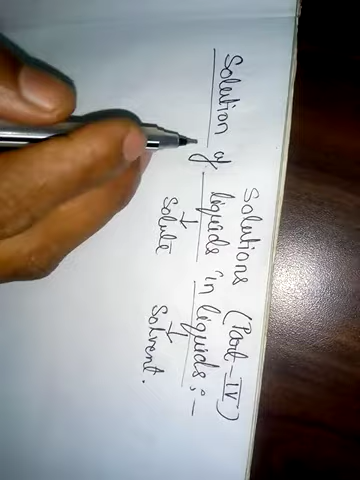 Solutions (Part-IV)
Solution of liquids in liquids:-
↓ ↓
Solute Solvent.